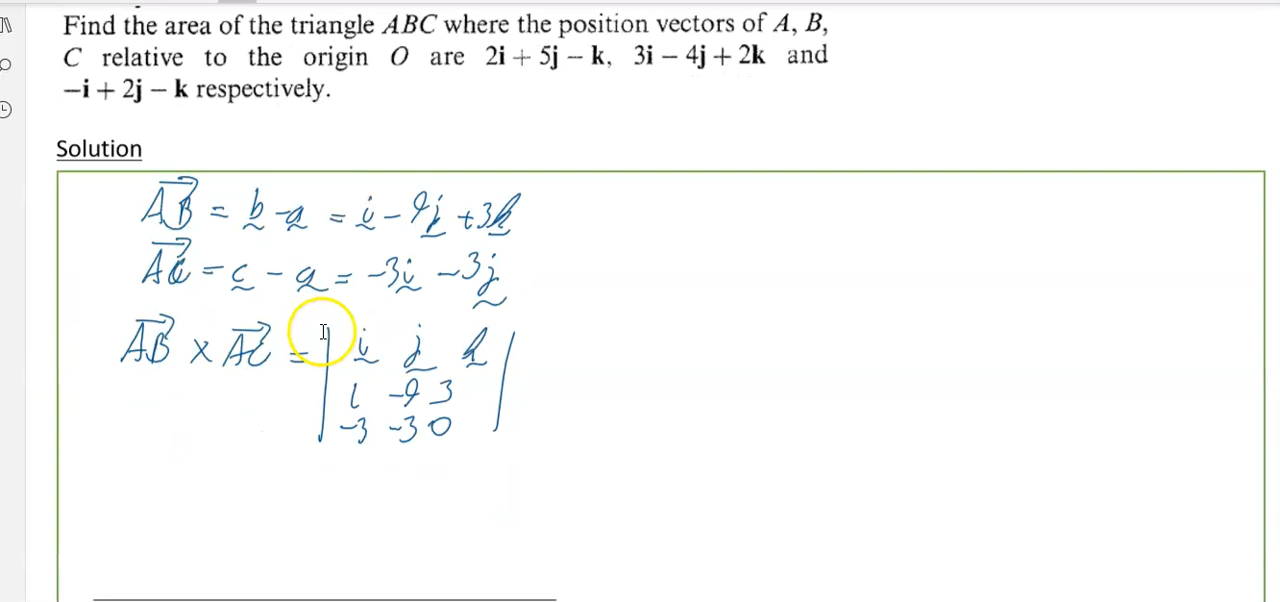 Find the area of the triangle ABC where the position vectors of A, B,
C relative to the origin O are 2i + 5j − k, 3i − 4j + 2k and
−i + 2j − k respectively.
Solution
AB = b - a = i - 9j + 3k
AC = c - a = -3i - 3j
AB × AC = | i j k |
1 -9 3
-3 -3 0